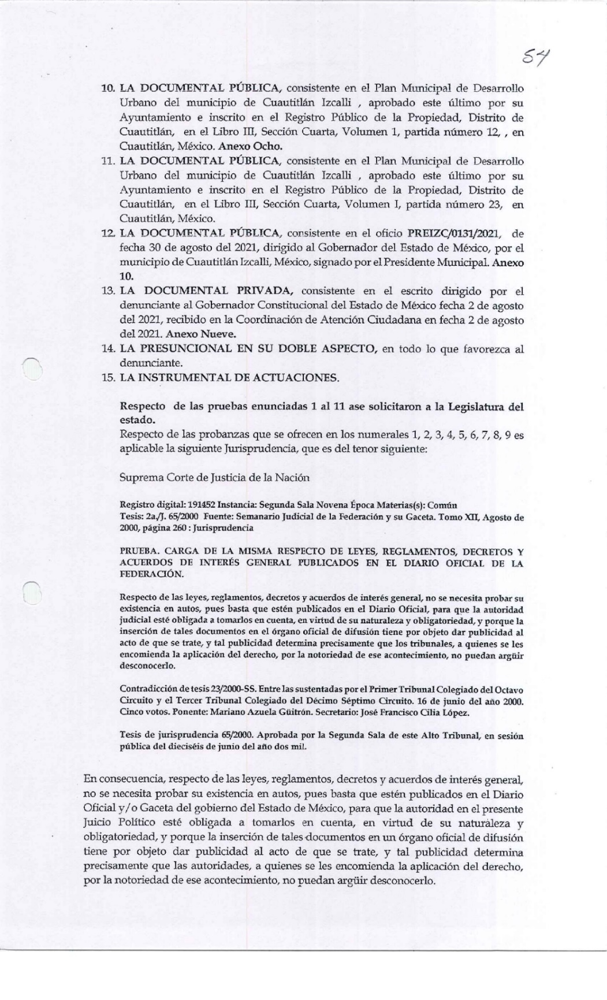 54
10. LA DOCUMENTAL PÚBLICA, consistente en el Plan Municipal de Desarrollo
Urbano del municipio de Cuautitlán Izcalli , aprobado este último por su
Ayuntamiento e inscrito en el Registro Público de la Propiedad, Distrito de
Cuautitlán, en el Libro III, Sección Cuarta, Volumen 1, partida número 12, , en
Cuautitlán, México. Anexo Ocho.
11. LA DOCUMENTAL PÚBLICA, consistente en el Plan Municipal de Desarrollo
Urbano del municipio de Cuautitlán Izcalli , aprobado este último por su
Ayuntamiento e inscrito en el Registro Público de la Propiedad, Distrito de
Cuautitlán, en el Libro III, Sección Cuarta, Volumen I, partida número 23, en
Cuautitlán, México.
12. LA DOCUMENTAL PÚBLICA, consistente en el oficio PREIZC/0131/2021, de
fecha 30 de agosto del 2021, dirigido al Gobernador del Estado de México, por el
municipio de Cuautitlán Izcalli, México, signado por el Presidente Municipal. Anexo
10.
13. LA DOCUMENTAL PRIVADA, consistente en el escrito dirigido por el
denunciante al Gobernador Constitucional del Estado de México fecha 2 de agosto
del 2021, recibido en la Coordinación de Atención Ciudadana en fecha 2 de agosto
del 2021. Anexo Nueve.
14. LA PRESUNCIONAL EN SU DOBLE ASPECTO, en todo lo que favorezca al
denunciante.
15. LA INSTRUMENTAL DE ACTUACIONES.
Respecto de las pruebas enunciadas 1 al 11 ase solicitaron a la Legislatura del
estado.
Respecto de las probanzas que se ofrecen en los numerales 1, 2, 3, 4, 5, 6, 7, 8, 9 es
aplicable la siguiente Jurisprudencia, que es del tenor siguiente:
Suprema Corte de Justicia de la Nación
Registro digital: 191452 Instancia: Segunda Sala Novena Época Materias(s): Común
Tesis: 2a./J. 65/2000 Fuente: Semanario Judicial de la Federación y su Gaceta. Tomo XII, Agosto de
2000, página 260 : Jurisprudencia
PRUEBA. CARGA DE LA MISMA RESPECTO DE LEYES, REGLAMENTOS, DECRETOS Y
ACUERDOS DE INTERÉS GENERAL PUBLICADOS EN EL DIARIO OFICIAL DE LA
FEDERACIÓN.
Respecto de las leyes, reglamentos, decretos y acuerdos de interés general, no se necesita probar su
existencia en autos, pues basta que estén publicados en el Diario Oficial, para que la autoridad
judicial esté obligada a tomarlos en cuenta, en virtud de su naturaleza y obligatoriedad, y porque la
inserción de tales documentos en el órgano oficial de difusión tiene por objeto dar publicidad al
acto de que se trate, y tal publicidad determina precisamente que los tribunales, a quienes se les
encomienda la aplicación del derecho, por la notoriedad de ese acontecimiento, no puedan argüir
desconocerlo.
Contradicción de tesis 23/2000-SS. Entre las sustentadas por el Primer Tribunal Colegiado del Octavo
Circuito y el Tercer Tribunal Colegiado del Décimo Séptimo Circuito. 16 de junio del año 2000.
Cinco votos. Ponente: Mariano Azuela Güitrón. Secretario: José Francisco Cilia López.
Tesis de jurisprudencia 65/2000. Aprobada por la Segunda Sala de este Alto Tribunal, en sesión
pública del dieciséis de junio del año dos mil.
En consecuencia, respecto de las leyes, reglamentos, decretos y acuerdos de interés general,
no se necesita probar su existencia en autos, pues basta que estén publicados en el Diario
Oficial y/o Gaceta del gobierno del Estado de México, para que la autoridad en el presente
Juicio Político esté obligada a tomarlos en cuenta, en virtud de su naturaleza y
obligatoriedad, y porque la inserción de tales documentos en un órgano oficial de difusión
tiene por objeto dar publicidad al acto de que se trate, y tal publicidad determina
precisamente que las autoridades, a quienes se les encomienda la aplicación del derecho,
por la notoriedad de ese acontecimiento, no puedan argüir desconocerlo.